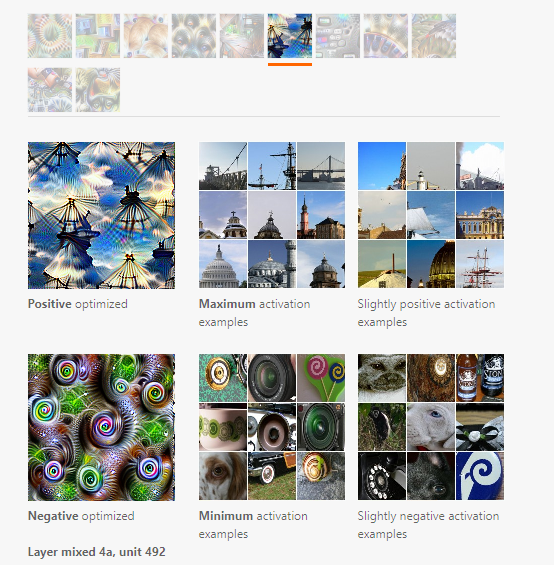 Positive optimized
Maximum activation
examples
Slightly positive activation
examples
Negative optimized
Minimum activation
examples
Slightly negative activation
examples
Layer mixed 4a, unit 492